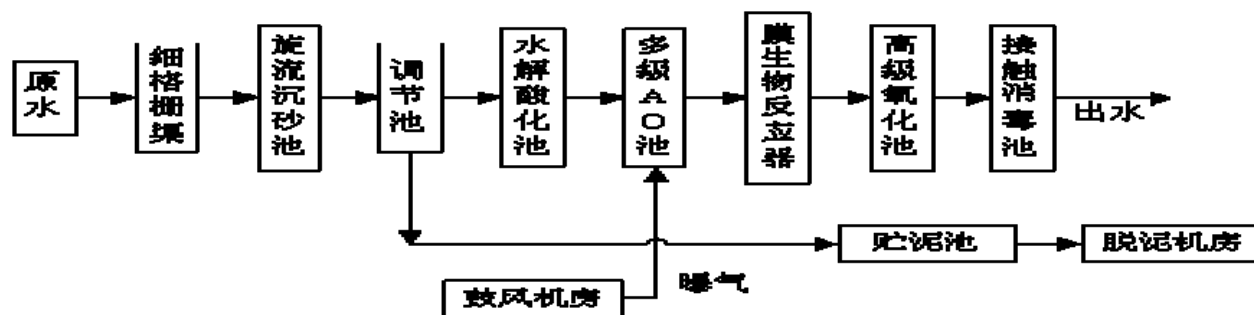 原水
细格栅渠
旋流沉砂池
调节池
水解酸化池
多级AO池
膜生物反应器
高级氧化池
接触消毒池
出水
贮泥池
脱泥机房
鼓风机房
曝气